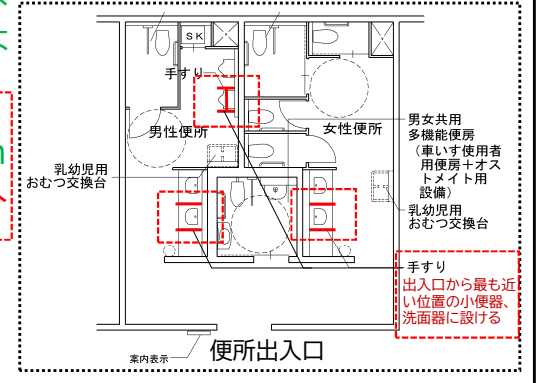 SK
手すり
男性便所
女性便所
乳幼児用
おむつ交換台
男女共用
多機能便房
（車いす使用者
用便房＋オス
トメイト用
設備）
乳幼児用
おむつ交換台
手すり
出入口から最も近
い位置の小便器、
洗面器に設ける
便所出入口
案内表示